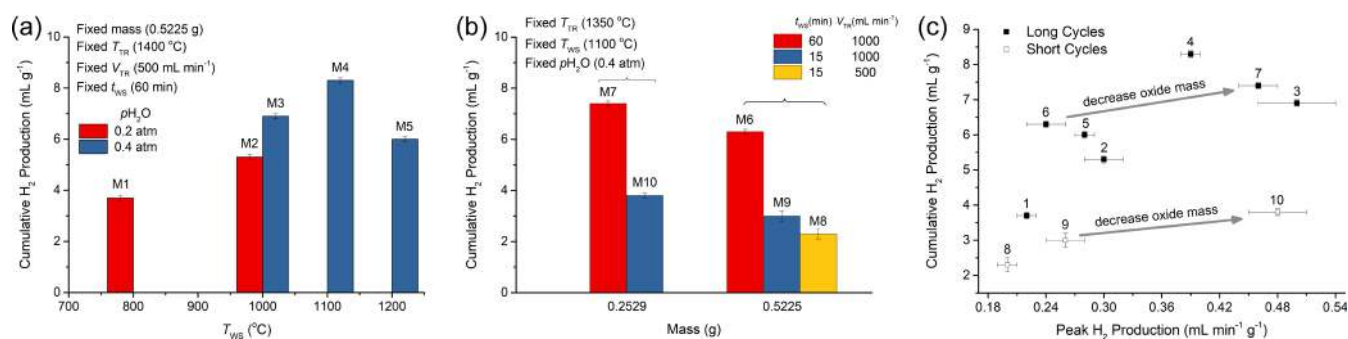 (a)
Fixed mass (0.5225 g)
Fixed T_TR (1400 °C)
Fixed V_TR (500 mL min⁻¹)
Fixed t_WS (60 min)
pH₂O
0.2 atm
0.4 atm
M1
M2
M3
M4
M5
Cumulative H₂ Production (mL g⁻¹)
10
8
6
4
2
0
700 800 900 1000 1100 1200
T_WS (°C)
(b)
Fixed T_TR (1350 °C)
Fixed T_WS (1100 °C)
Fixed pH₂O (0.4 atm)
t_WS(min) V_TR(mL min⁻¹)
60 1000
15 1000
15 500
M7
M10
M6
M9
M8
Cumulative H₂ Production (mL g⁻¹)
10
8
6
4
2
0
0.2529 0.5225
Mass (g)
(c)
Long Cycles
Short Cycles
4
7
3
decrease oxide mass
6
5
2
1
10
decrease oxide mass
9
8
Cumulative H₂ Production (mL g⁻¹)
9
8
7
6
5
4
3
2
0.18 0.24 0.30 0.36 0.42 0.48 0.54
Peak H₂ Production (mL min⁻¹ g⁻¹)